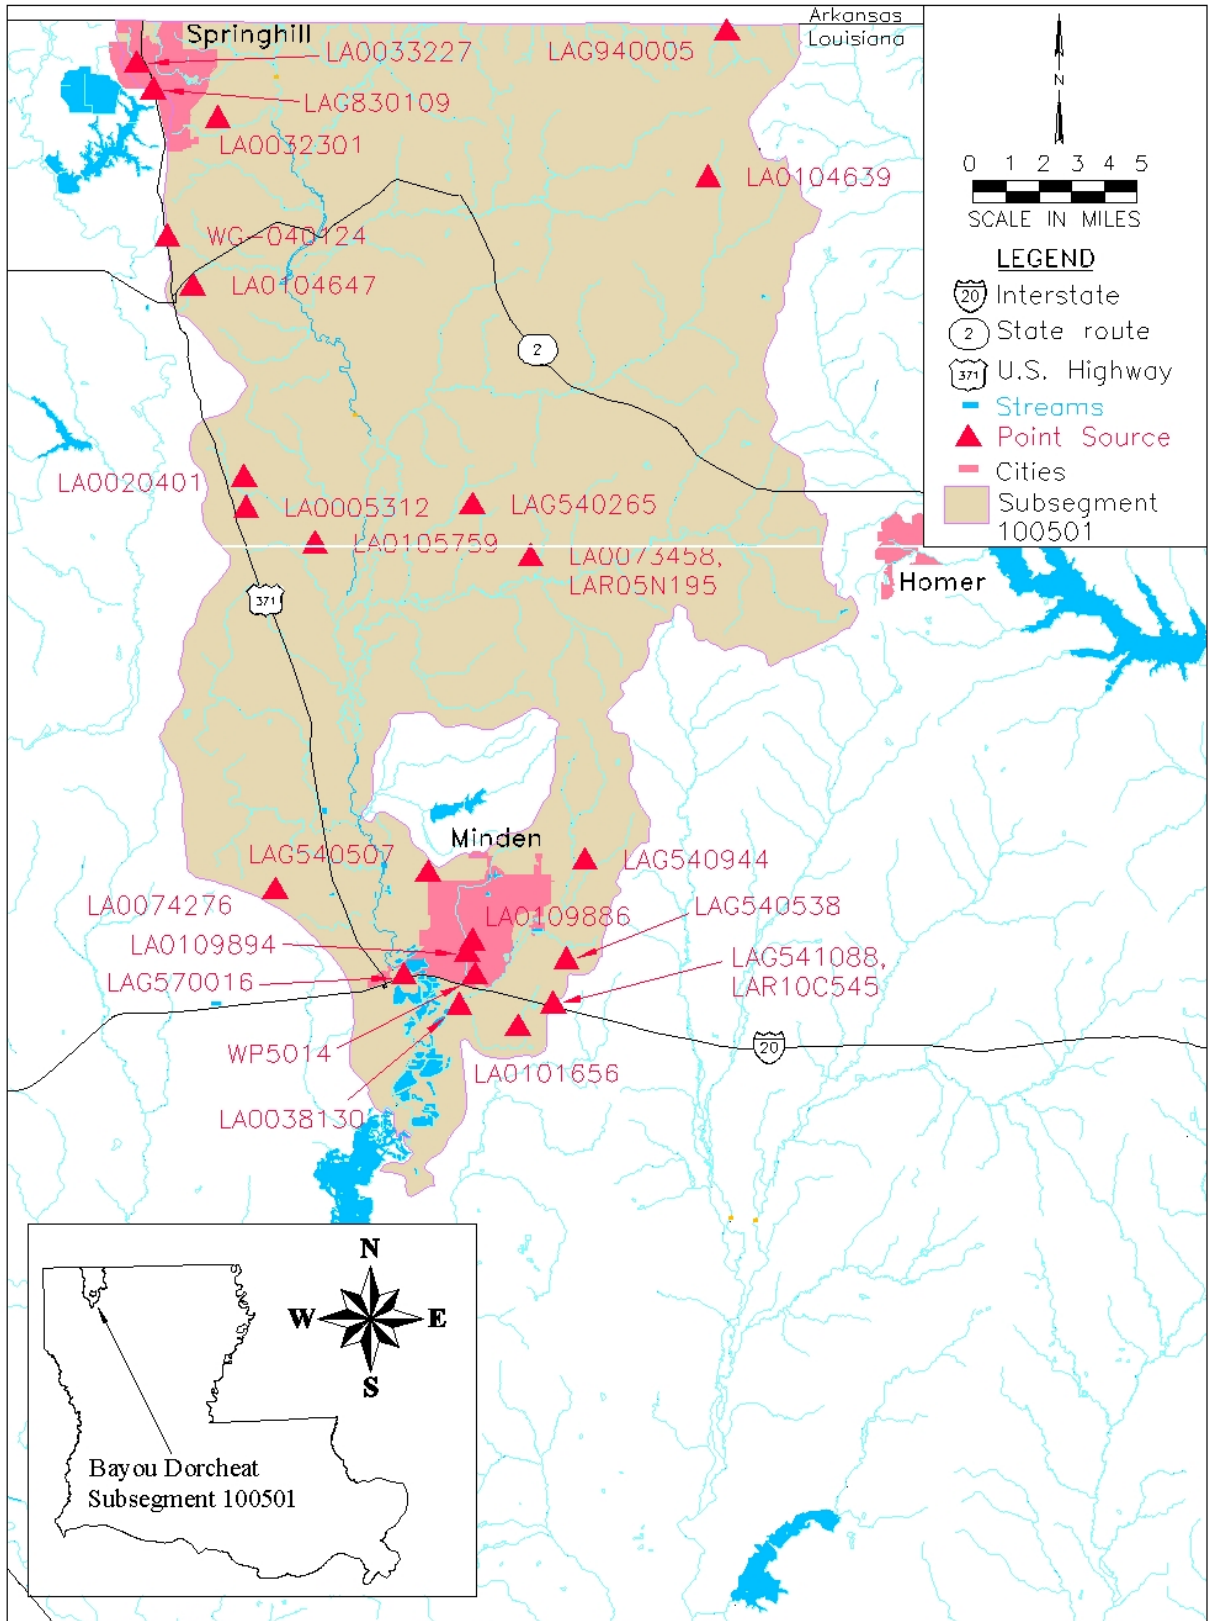 Arkansas
Louisiana
Springhill
LA0033227
LAG940005
LAG830109
LA0032301
LA0104639
WG-040124
LA0104647
2
LA0020401
LA0005312
LAG540265
LA0105759
LA0073458,
LAR05N195
371
Homer
Minden
LAG540507
LAG540944
LA0074276
LA0109886
LAG540538
LA0109894
LAG570016
LAG541088,
LAR10C545
WP5014
20
LA0101656
LA0038130
N
0 1 2 3 4 5
SCALE IN MILES
LEGEND
20 Interstate
2 State route
371 U.S. Highway
Streams
Point Source
Cities
Subsegment
100501
N
W E
S
Bayou Dorcheat
Subsegment 100501